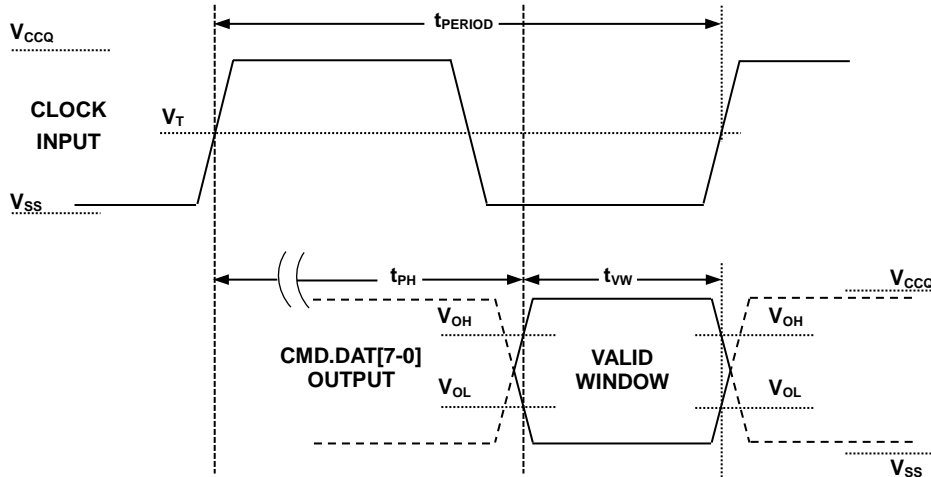 tPERIOD
VCCQ
CLOCK
INPUT
VT
VSS
tPH
tVW
VCCQ
VOH
VOH
CMD.DAT[7-0]
OUTPUT
VALID
WINDOW
VOL
VOL
VSS